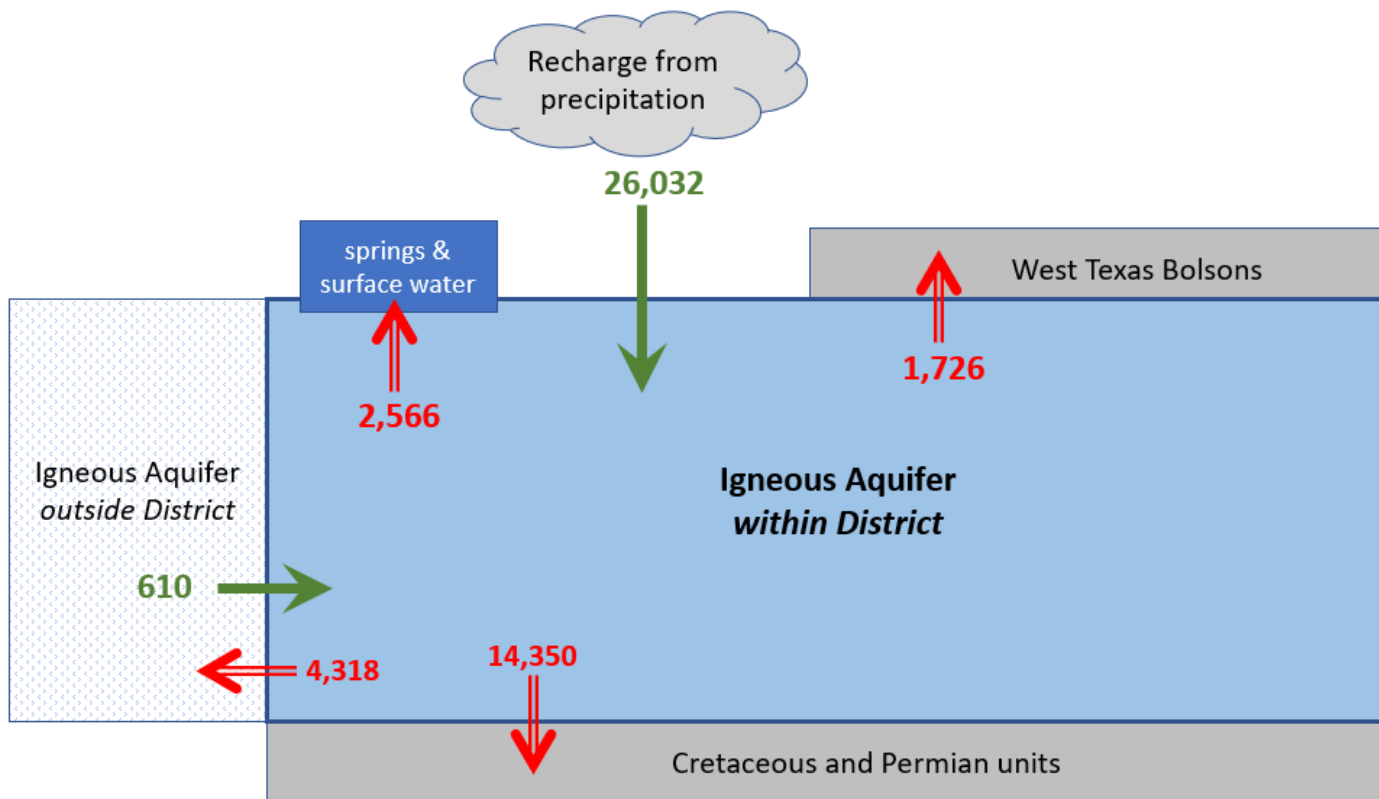 Recharge from
precipitation
26,032
springs &
surface water
West Texas Bolsons
2,566
1,726
Igneous Aquifer
outside District
Igneous Aquifer
within District
610
4,318
14,350
Cretaceous and Permian units